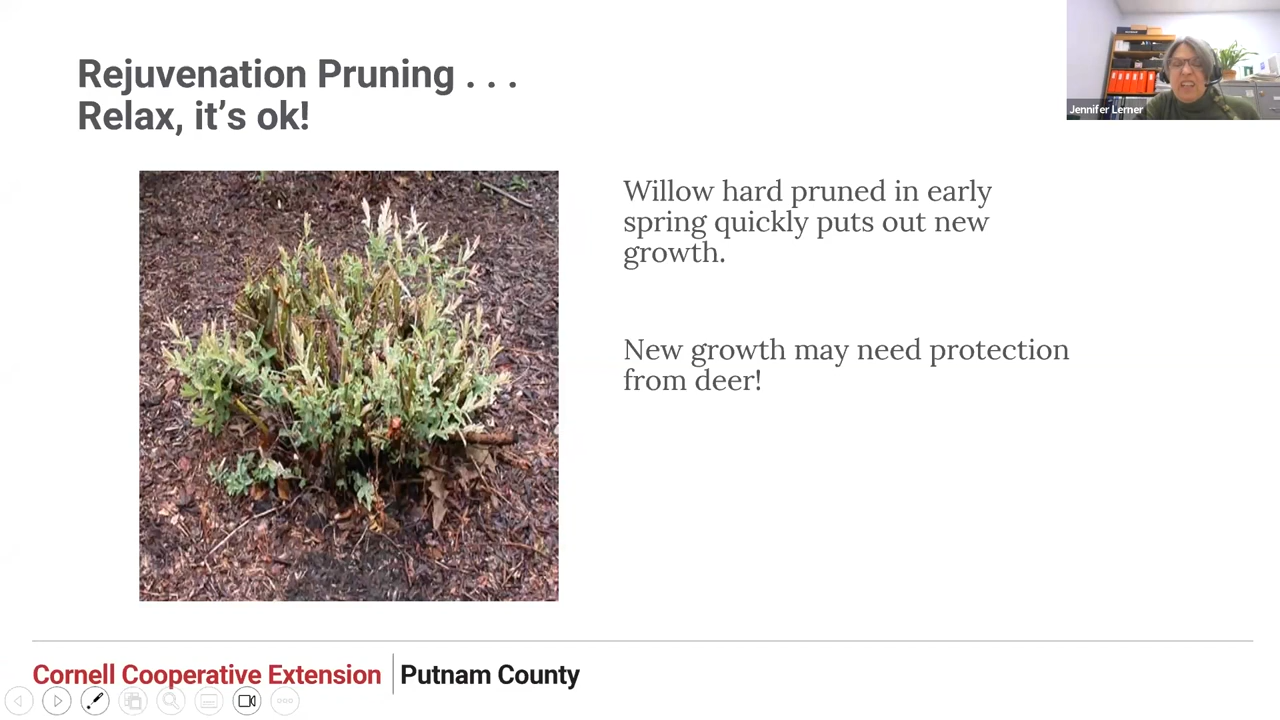 Rejuvenation Pruning . . .
Relax, it's ok!
Jennifer Lerner
Willow hard pruned in early
spring quickly puts out new
growth.
New growth may need protection
from deer!
Cornell Cooperative Extension Putnam County